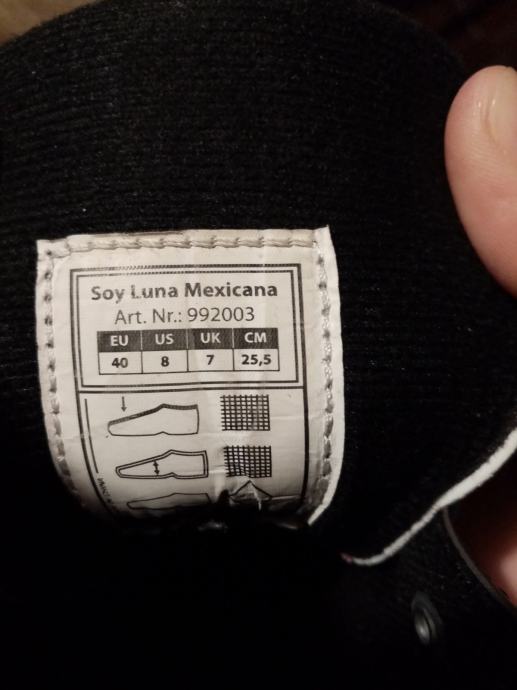 Soy Luna Mexicana
Art. Nr.: 992003
EU US UK CM
40 8 7 25,5